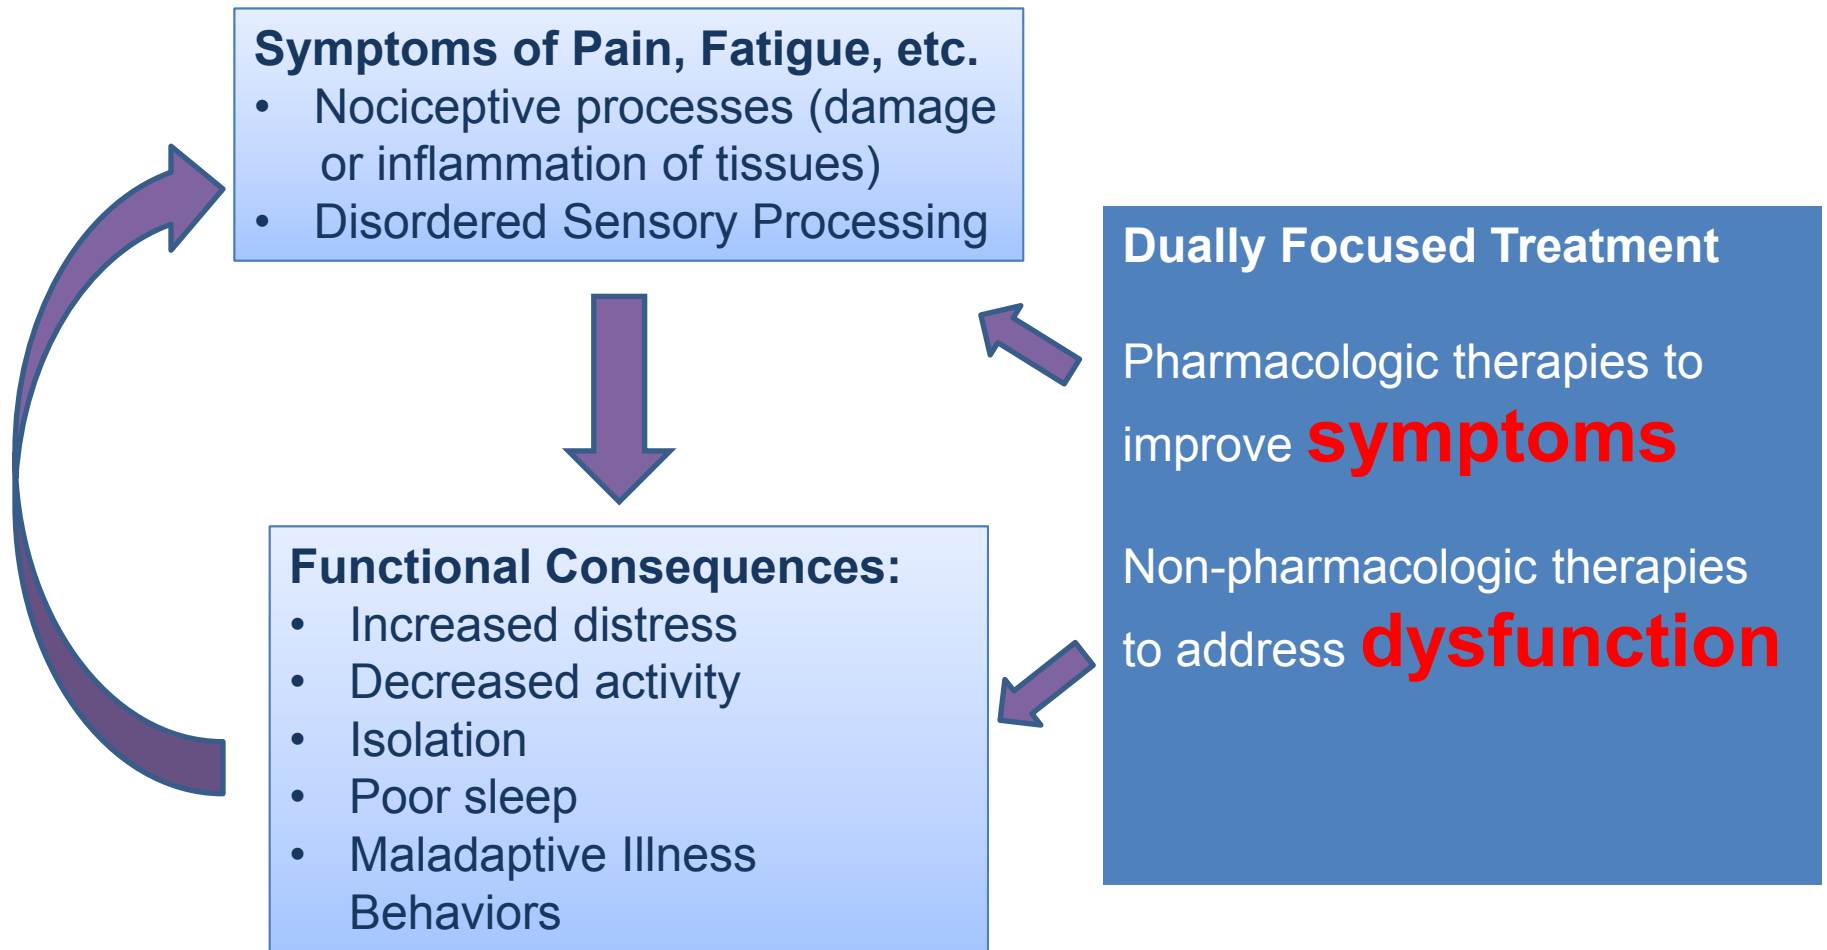 Symptoms of Pain, Fatigue, etc.
• Nociceptive processes (damage
or inflammation of tissues)
• Disordered Sensory Processing
Functional Consequences:
• Increased distress
• Decreased activity
• Isolation
• Poor sleep
• Maladaptive Illness
Behaviors
Dually Focused Treatment
Pharmacologic therapies to
improve symptoms
Non-pharmacologic therapies
to address dysfunction